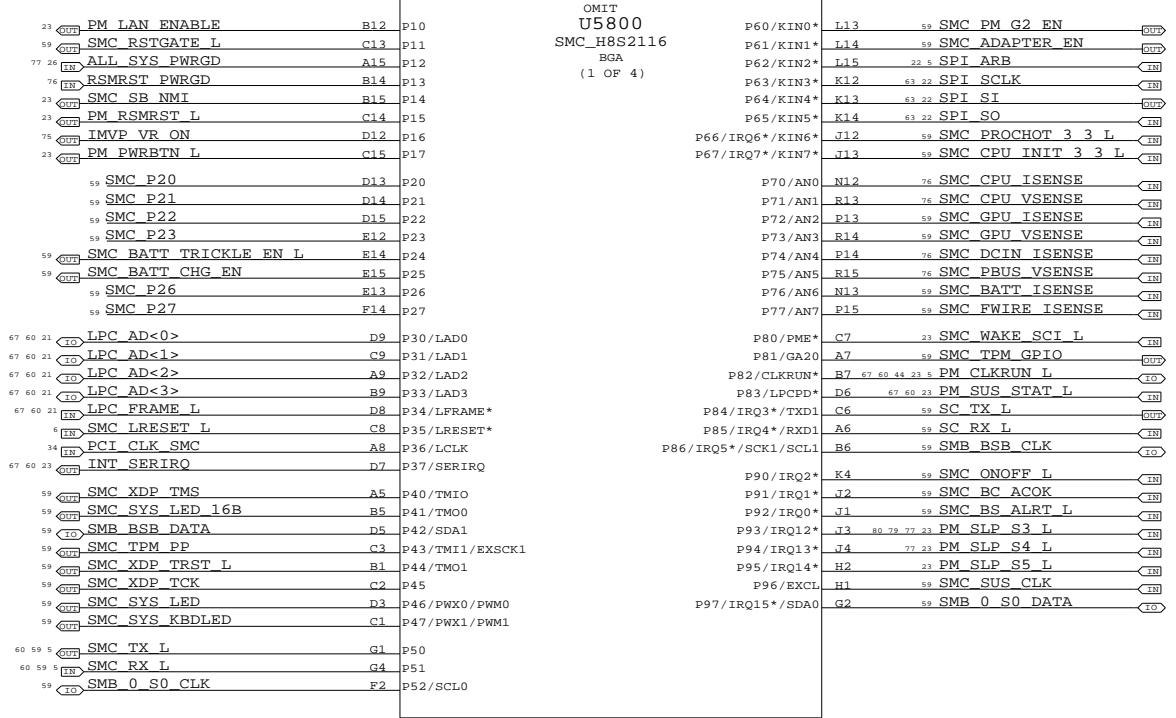 OMIT
U5800
SMC_H8S2116
BGA
(1 OF 4)
23 OUT PM_LAN_ENABLE B12 P10
59 OUT SMC_RSTGATE_L C13 P11
77 26 IN ALL_SYS_PWRGD A15 P12
76 IN RSMRST_PWRGD B14 P13
23 OUT SMC_SB_NMI B15 P14
23 OUT PM_RSMRST_L C14 P15
75 OUT IMVP_VR_ON D12 P16
23 OUT PM_PWRBTN_L C15 P17
59 SMC_P20 D13 P20
59 SMC_P21 D14 P21
59 SMC_P22 D15 P22
59 SMC_P23 E12 P23
59 OUT SMC_BATT_TRICKLE_EN_L E14 P24
59 OUT SMC_BATT_CHG_EN E15 P25
59 SMC_P26 E13 P26
59 SMC_P27 F14 P27
67 60 21 IO LPC_AD<0> D9 P30/LAD0
67 60 21 IO LPC_AD<1> C9 P31/LAD1
67 60 21 IO LPC_AD<2> A9 P32/LAD2
67 60 21 IO LPC_AD<3> B9 P33/LAD3
67 60 21 IN LPC_FRAME_L D8 P34/LFRAME*
6 IN SMC_LRESET_L C8 P35/LRESET*
34 IN PCI_CLK_SMC A8 P36/LCLK
67 60 23 OUT INT_SERIRQ D7 P37/SERIRQ
59 OUT SMC_XDP_TMS A5 P40/TMIO
59 OUT SMC_SYS_LED_16B B5 P41/TMO0
59 IO SMB_BSB_DATA D5 P42/SDA1
59 OUT SMC_TPM_PP C3 P43/TMI1/EXSCK1
59 OUT SMC_XDP_TRST_L B1 P44/TMO1
59 OUT SMC_XDP_TCK C2 P45
59 OUT SMC_SYS_LED D3 P46/PWX0/PWM0
59 OUT SMC_SYS_KBDLED C1 P47/PWX1/PWM1
60 59 5 OUT SMC_TX_L G1 P50
60 59 5 IN SMC_RX_L G4 P51
59 IO SMB_0_S0_CLK F2 P52/SCL0
P60/KIN0* L13 59 SMC_PM_G2_EN OUT
P61/KIN1* L14 59 SMC_ADAPTER_EN OUT
P62/KIN2* L15 22 5 SPI_ARB IN
P63/KIN3* K12 63 22 SPI_SCLK IN
P64/KIN4* K13 63 22 SPI_SI OUT
P65/KIN5* K14 63 22 SPI_SO IN
P66/IRQ6*/KIN6* J12 59 SMC_PROCHOT_3_3_L IN
P67/IRQ7*/KIN7* J13 59 SMC_CPU_INIT_3_3_L IN
P70/AN0 N12 76 SMC_CPU_ISENSE IN
P71/AN1 R13 76 SMC_CPU_VSENSE IN
P72/AN2 P13 59 SMC_GPU_ISENSE IN
P73/AN3 R14 59 SMC_GPU_VSENSE IN
P74/AN4 P14 76 SMC_DCIN_ISENSE IN
P75/AN5 R15 76 SMC_PBUS_VSENSE IN
P76/AN6 N13 59 SMC_BATT_ISENSE IN
P77/AN7 P15 59 SMC_FWIRE_ISENSE IN
P80/PME* C7 23 SMC_WAKE_SCI_L IN
P81/GA20 A7 59 SMC_TPM_GPIO OUT
P82/CLKRUN* B7 67 60 44 23 5 PM_CLKRUN_L IO
P83/LPCPD* D6 67 60 23 PM_SUS_STAT_L IN
P84/IRQ3*/TXD1 C6 59 SC_TX_L OUT
P85/IRQ4*/RXD1 A6 59 SC_RX_L IN
P86/IRQ5*/SCK1/SCL1 B6 59 SMB_BSB_CLK IO
P90/IRQ2* K4 59 SMC_ONOFF_L IN
P91/IRQ1* J2 59 SMC_BC_ACOK IN
P92/IRQ0* J1 59 SMC_BS_ALRT_L IN
P93/IRQ12* J3 80 79 77 23 PM_SLP_S3_L IN
P94/IRQ13* J4 77 23 PM_SLP_S4_L IN
P95/IRQ14* H2 23 PM_SLP_S5_L IN
P96/EXCL H1 59 SMC_SUS_CLK IN
P97/IRQ15*/SDA0 G2 59 SMB_0_S0_DATA IO